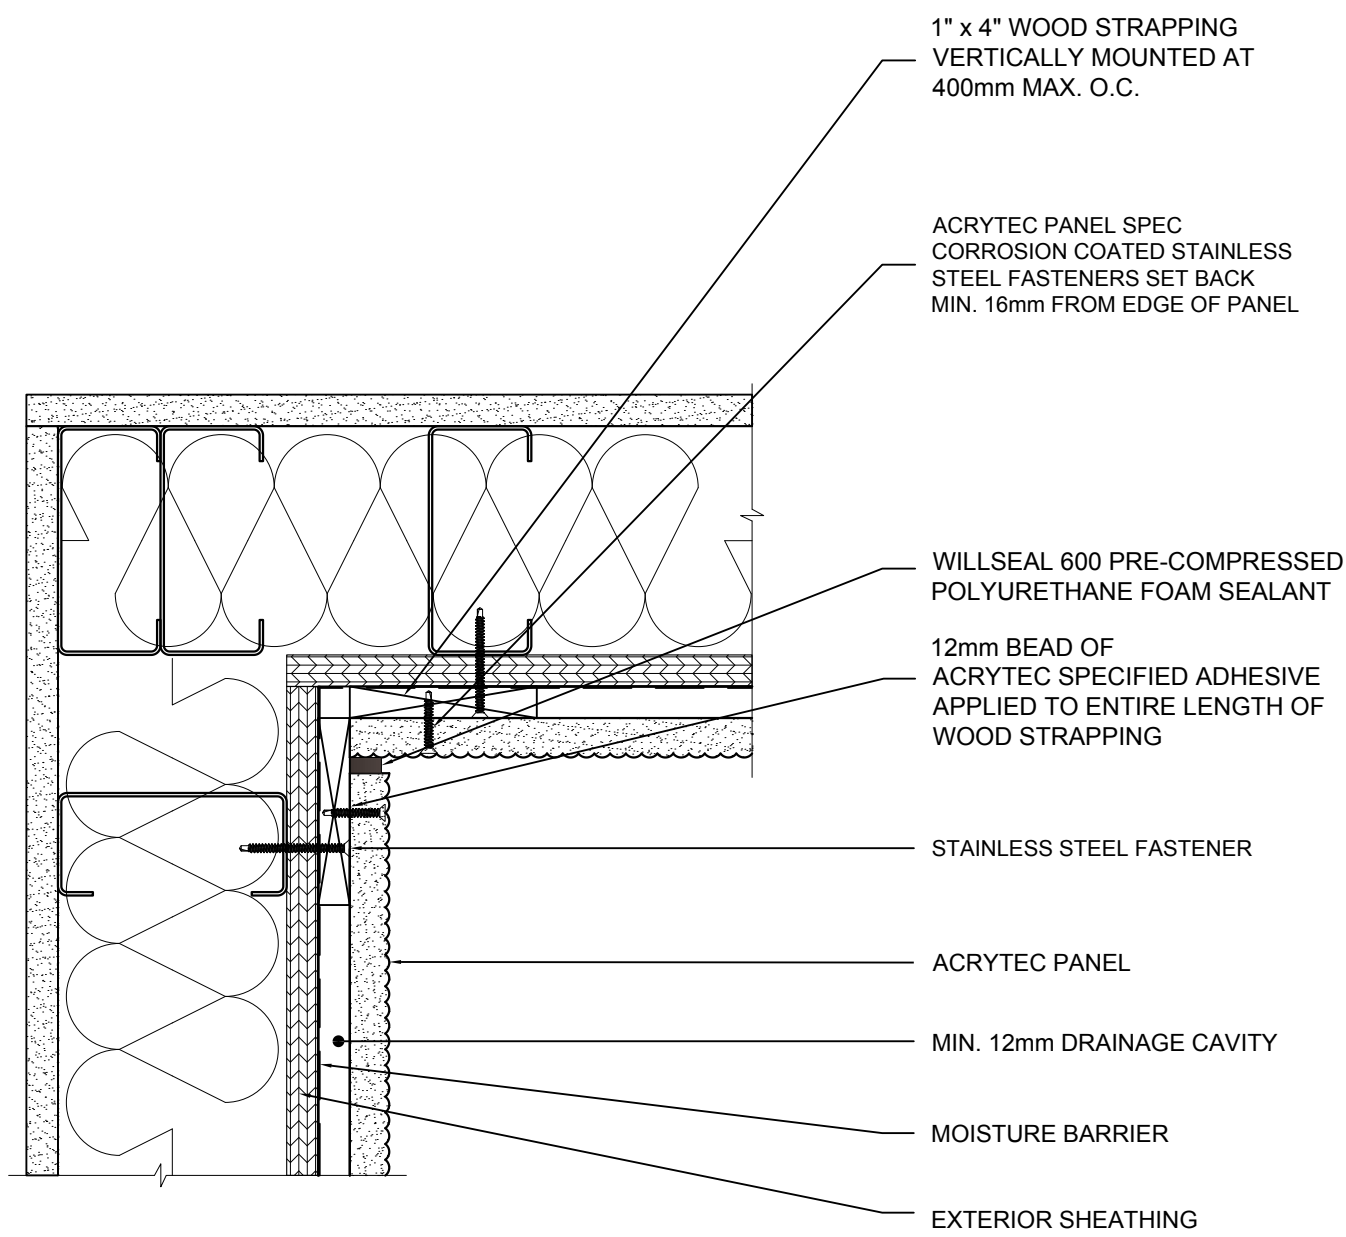 1" x 4" WOOD STRAPPING
VERTICALLY MOUNTED AT
400mm MAX. O.C.
ACRYTEC PANEL SPEC
CORROSION COATED STAINLESS
STEEL FASTENERS SET BACK
MIN. 16mm FROM EDGE OF PANEL
WILLSEAL 600 PRE-COMPRESSED
POLYURETHANE FOAM SEALANT
12mm BEAD OF
ACRYTEC SPECIFIED ADHESIVE
APPLIED TO ENTIRE LENGTH OF
WOOD STRAPPING
STAINLESS STEEL FASTENER
ACRYTEC PANEL
MIN. 12mm DRAINAGE CAVITY
MOISTURE BARRIER
EXTERIOR SHEATHING